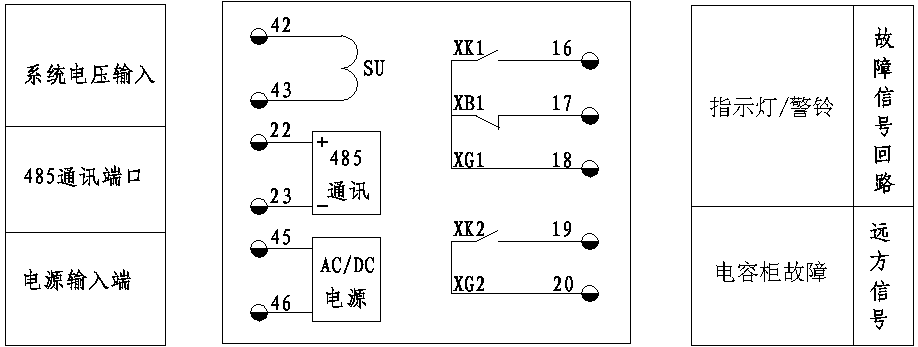 系统电压输入
485通讯端口
电源输入端
42
SU
43
22
+
485
通讯
23
−
45
AC/DC
电源
46
XK1 16
XB1 17
XG1 18
XK2 19
XG2 20
指示灯/警铃
故障信号回路
电容柜故障
远方信号